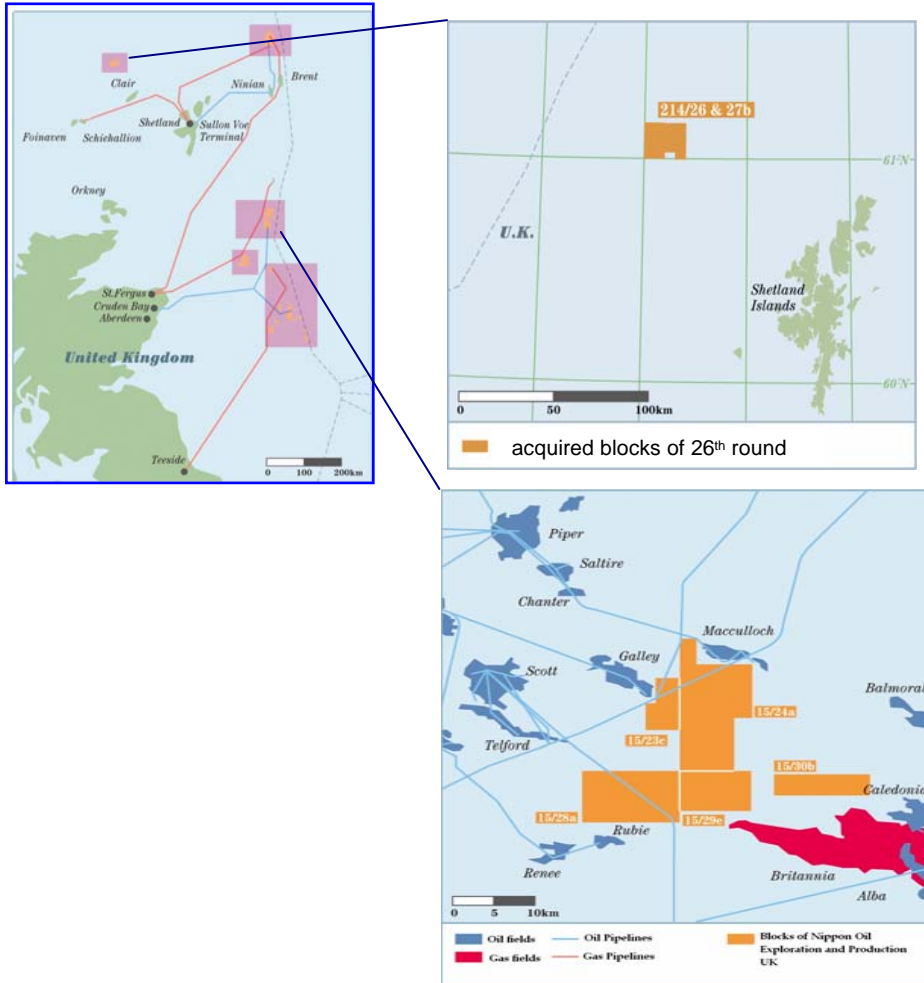 Clair
Ninian
Brent
Shetland
Sullon Voe
Terminal
Foinaven
Schichallion
Orkney
St.Fergus
Cruden Bay
Aberdeen
United Kingdom
Teeside
0 100 200km
214/26 & 27b
61°N
U.K.
Shetland
Islands
60°N
0 50 100km
acquired blocks of 26th round
Piper
Saltire
Chanter
Macculloch
Galley
Scott
Balmoral
15/24a
15/23c
Telford
15/30b
Caledonia
15/28a
15/29e
Rubie
Renee
Britannia
Alba
0 5 10km
Oil fields
Oil Pipelines
Blocks of Nippon Oil
Exploration and Production
UK
Gas fields
Gas Pipelines